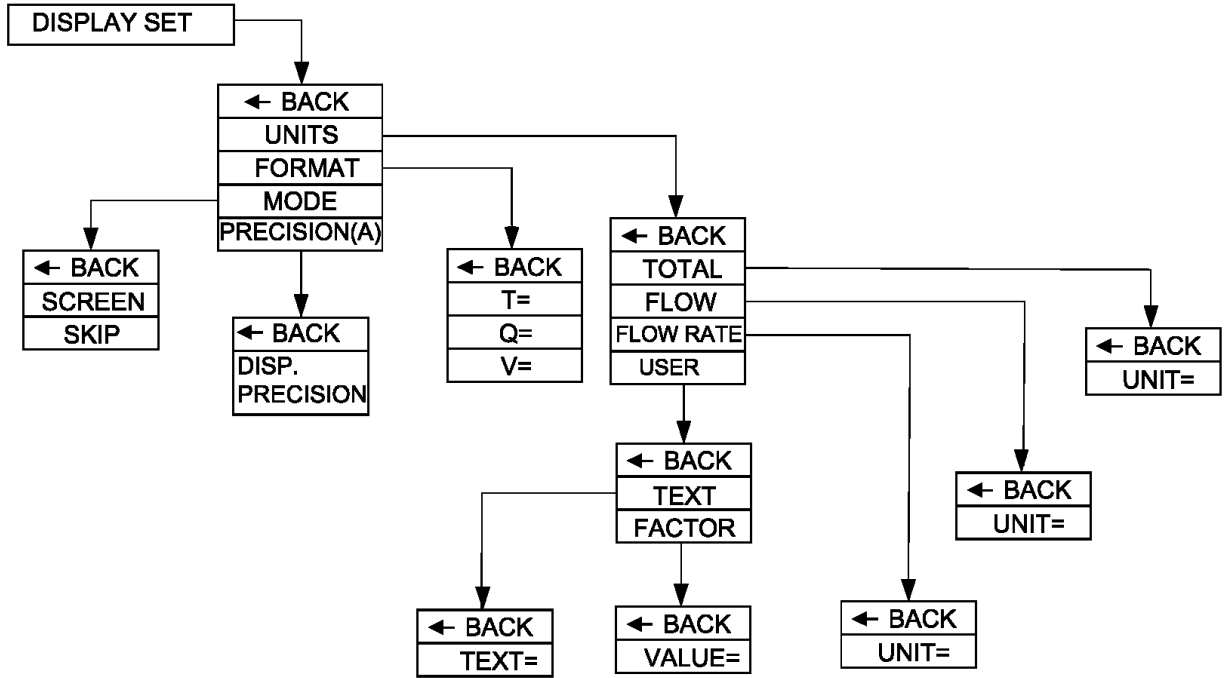 DISPLAY SET
← BACK
UNITS
FORMAT
MODE
PRECISION(A)
← BACK
SCREEN
SKIP
← BACK
DISP.
PRECISION
← BACK
T=
Q=
V=
← BACK
TOTAL
FLOW
FLOW RATE
USER
← BACK
UNIT=
← BACK
UNIT=
← BACK
UNIT=
← BACK
TEXT
FACTOR
← BACK
TEXT=
← BACK
VALUE=